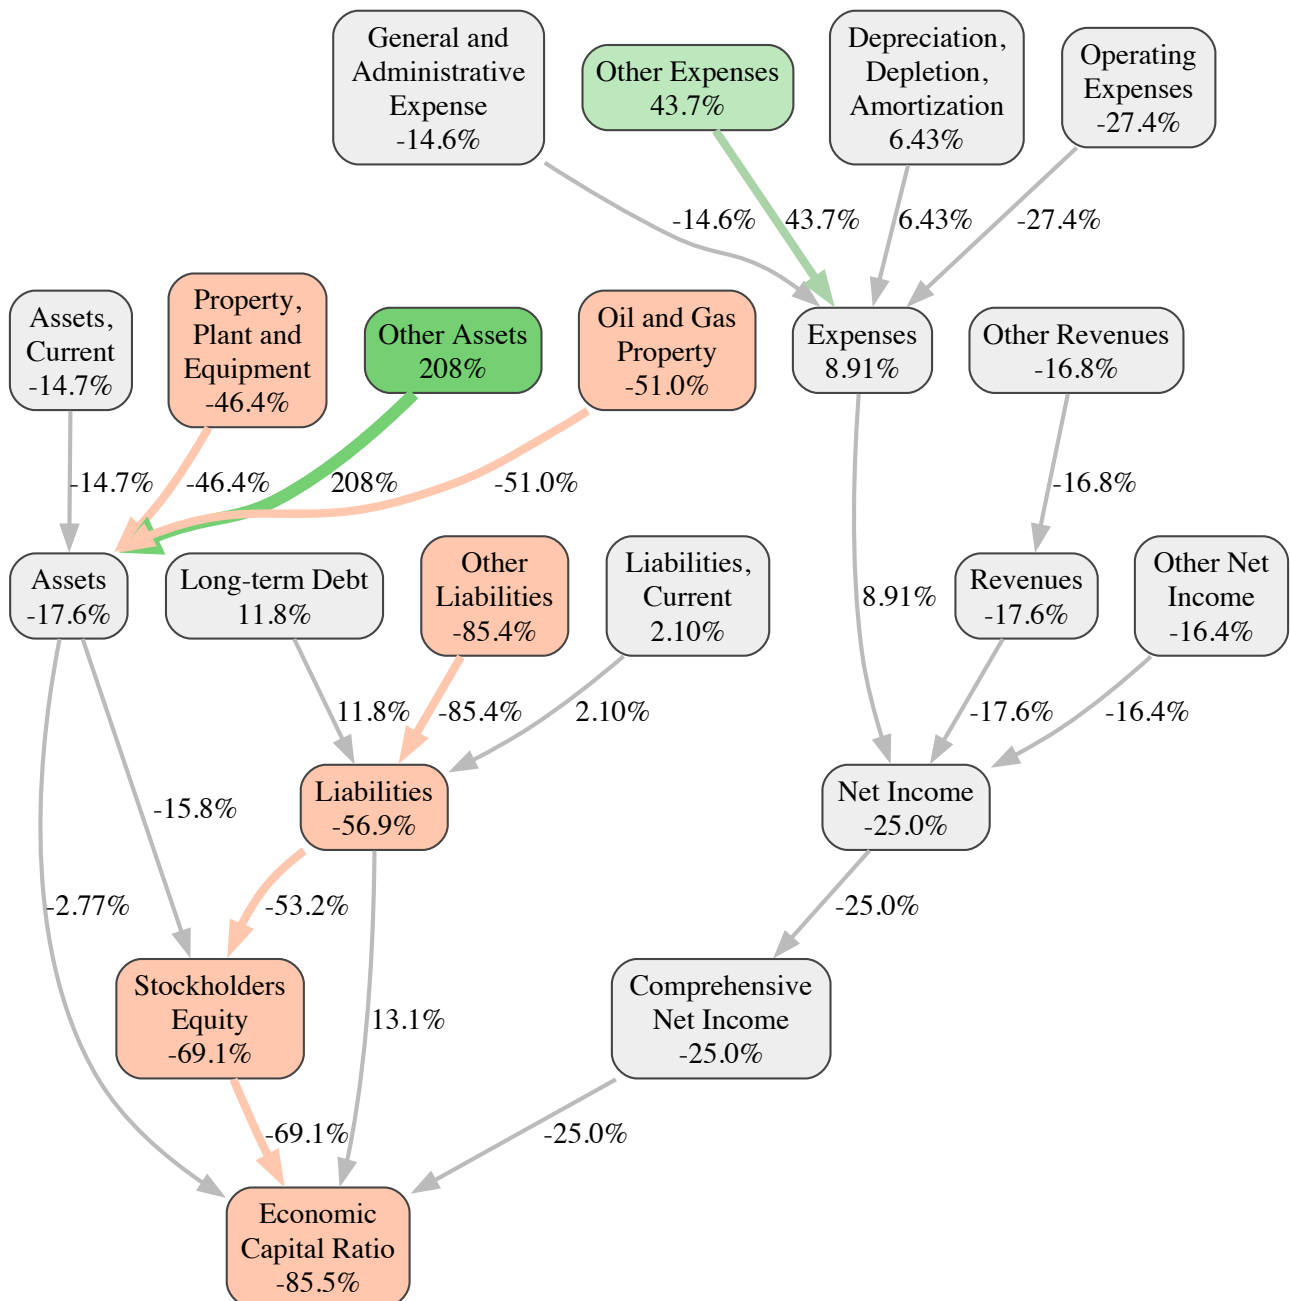 General and
Administrative
Expense
-14.6%
Other Expenses
43.7%
Depreciation,
Depletion,
Amortization
6.43%
Operating
Expenses
-27.4%
-14.6%
43.7%
6.43%
-27.4%
Assets,
Current
-14.7%
Property,
Plant and
Equipment
-46.4%
Other Assets
208%
Oil and Gas
Property
-51.0%
Expenses
8.91%
Other Revenues
-16.8%
-14.7%
-46.4%
208%
-51.0%
-16.8%
Assets
-17.6%
Long-term Debt
11.8%
Other
Liabilities
-85.4%
Liabilities,
Current
2.10%
8.91%
Revenues
-17.6%
Other Net
Income
-16.4%
11.8%
-85.4%
2.10%
-17.6%
-16.4%
-15.8%
Liabilities
-56.9%
Net Income
-25.0%
-2.77%
-53.2%
-25.0%
Stockholders
Equity
-69.1%
13.1%
Comprehensive
Net Income
-25.0%
-69.1%
-25.0%
Economic
Capital Ratio
-85.5%